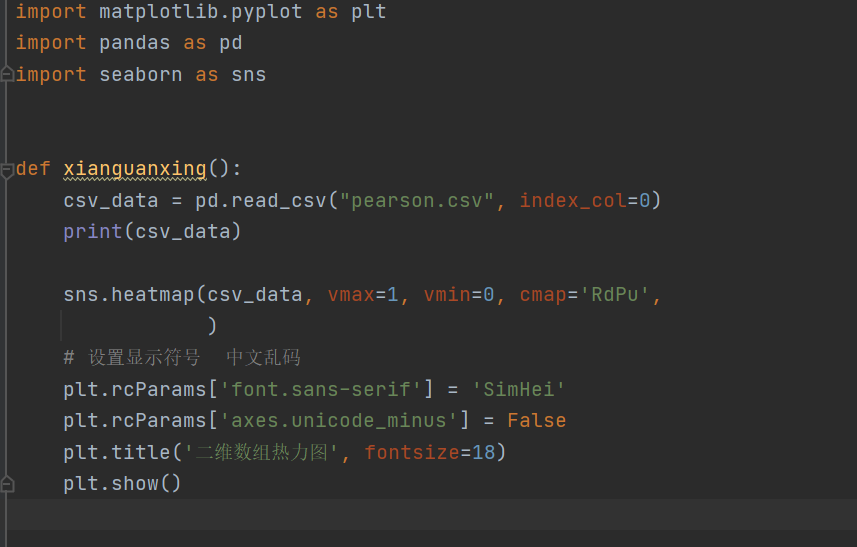 import matplotlib.pyplot as plt
import pandas as pd
import seaborn as sns
def xianguanxing():
csv_data = pd.read_csv("pearson.csv", index_col=0)
print(csv_data)
sns.heatmap(csv_data, vmax=1, vmin=0, cmap='RdPu',
)
# 设置显示符号  中文乱码
plt.rcParams['font.sans-serif'] = 'SimHei'
plt.rcParams['axes.unicode_minus'] = False
plt.title('二维数组热力图', fontsize=18)
plt.show()